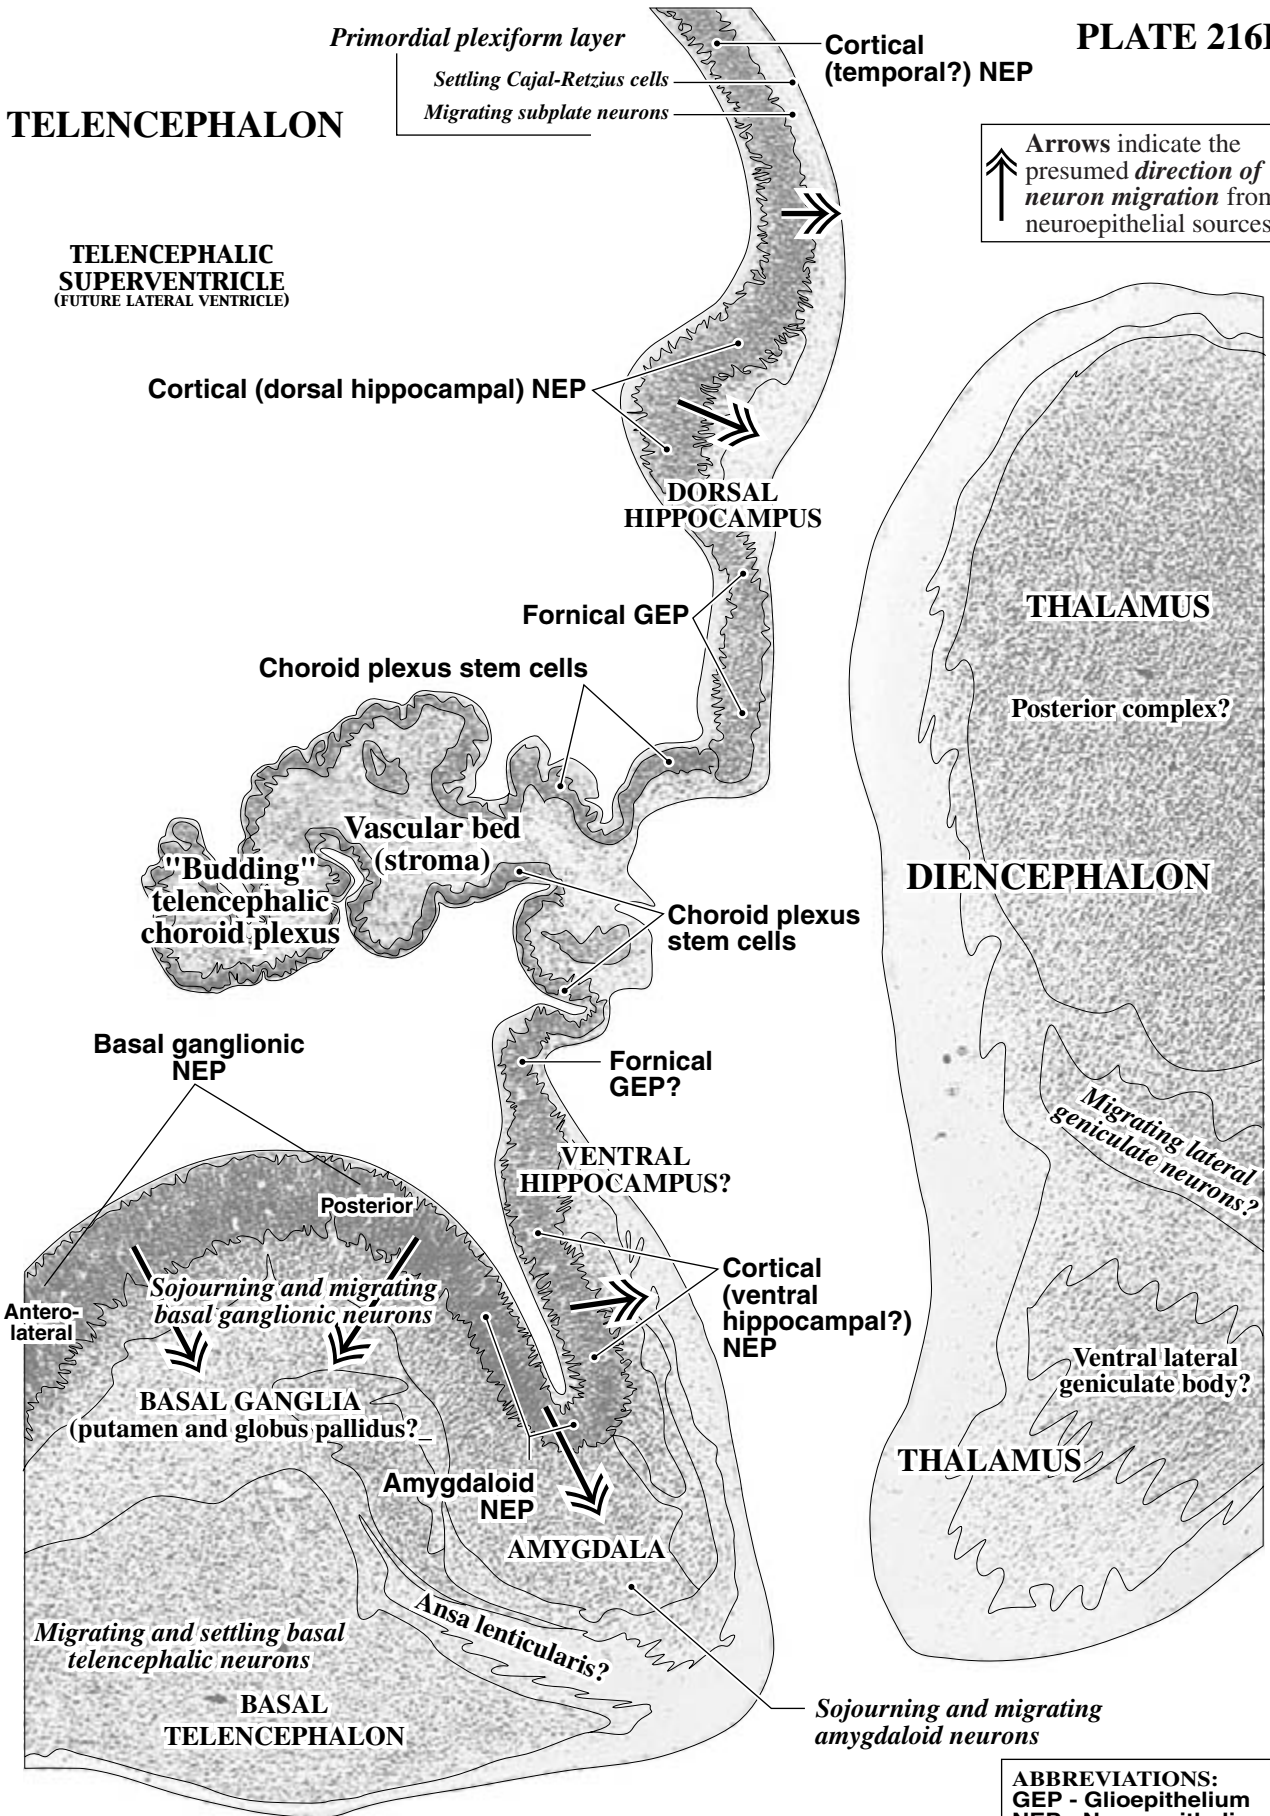 PLATE 216
Primordial plexiform layer
Settling Cajal-Retzius cells
Migrating subplate neurons
Cortical
(temporal?) NEP
TELENCEPHALON
Arrows indicate the
presumed direction of
neuron migration from
neuroepithelial sources
TELENCEPHALIC
SUPERVENTRICLE
(FUTURE LATERAL VENTRICLE)
Cortical (dorsal hippocampal) NEP
DORSAL
HIPPOCAMPUS
Fornical GEP
THALAMUS
Choroid plexus stem cells
Posterior complex?
Vascular bed
(stroma)
"Budding"
telencephalic
choroid plexus
DIENCEPHALON
Choroid plexus
stem cells
Basal ganglionic
NEP
Fornical
GEP?
Migrating lateral
geniculate neurons?
VENTRAL
HIPPOCAMPUS?
Posterior
Antero-
lateral
Sojourning and migrating
basal ganglionic neurons
Cortical
(ventral
hippocampal?)
NEP
Ventral lateral
geniculate body?
BASAL GANGLIA
(putamen and globus pallidus?_
THALAMUS
Amygdaloid
NEP
AMYGDALA
Ansa lenticularis?
Migrating and settling basal
telencephalic neurons
BASAL
TELENCEPHALON
Sojourning and migrating
amygdaloid neurons
ABBREVIATIONS:
GEP - Glioepithelium